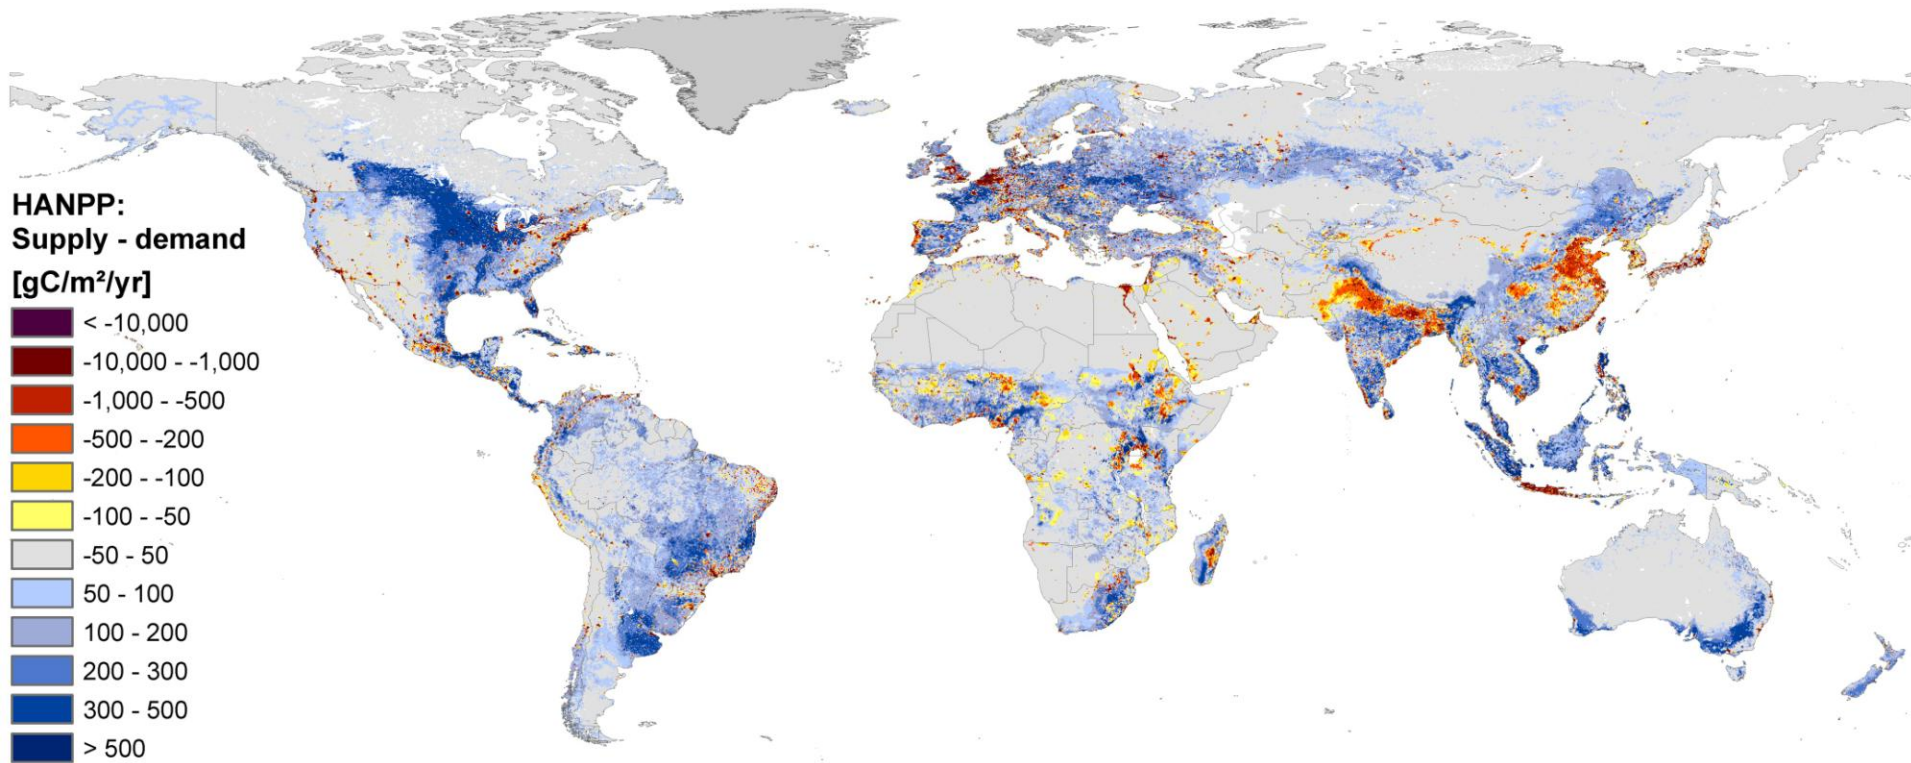 HANPP:
Supply - demand
[gC/m²/yr]
< -10,000
-10,000 - -1,000
-1,000 - -500
-500 - -200
-200 - -100
-100 - -50
-50 - 50
50 - 100
100 - 200
200 - 300
300 - 500
> 500